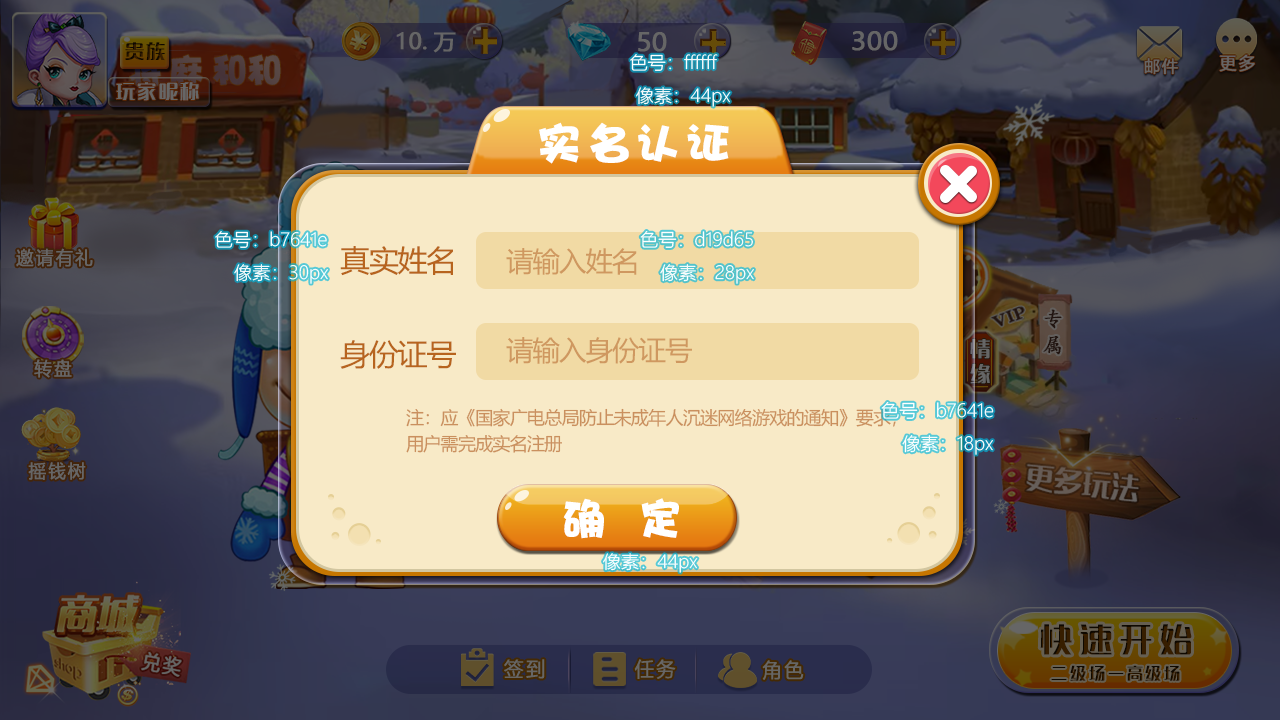 贵族
玩家昵称
和和
10.万
50
300
邮件
更多
色号：ffffff
像素：44px
实名认证
邀请有礼
转盘
摇钱树
色号：b7641e
像素：30px
真实姓名
请输入姓名
色号：d19d65
像素：28px
身份证号
请输入身份证号
注：应《国家广电总局防止未成年人沉迷网络游戏的通知》要求，
用户需完成实名注册
色号：b7641e
像素：18px
VIP
专属
情缘
更多玩法
确 定
像素：44px
商城
shop
兑奖
签到
任务
角色
快速开始
二级场—高级场